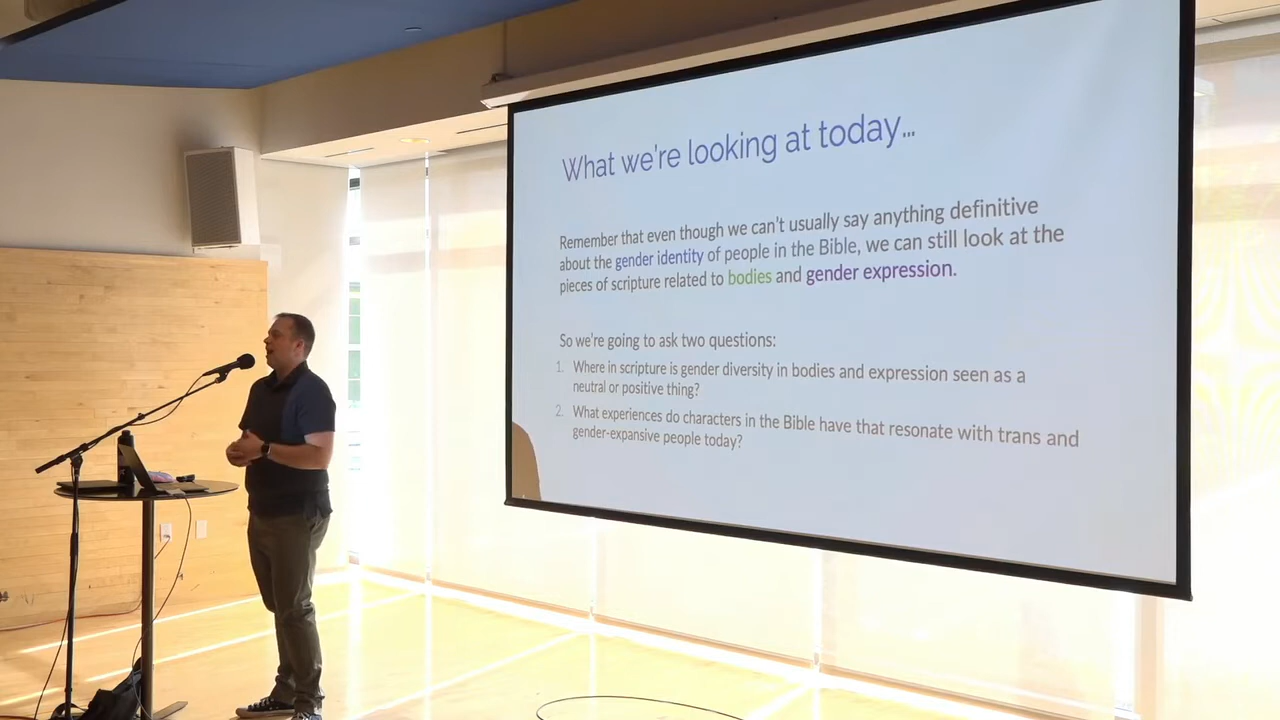 What we're looking at today...
Remember that even though we can't usually say anything definitive
about the gender identity of people in the Bible, we can still look at the
pieces of scripture related to bodies and gender expression.
So we're going to ask two questions:
1. Where in scripture is gender diversity in bodies and expression seen as a
neutral or positive thing?
2. What experiences do characters in the Bible have that resonate with trans and
gender-expansive people today?